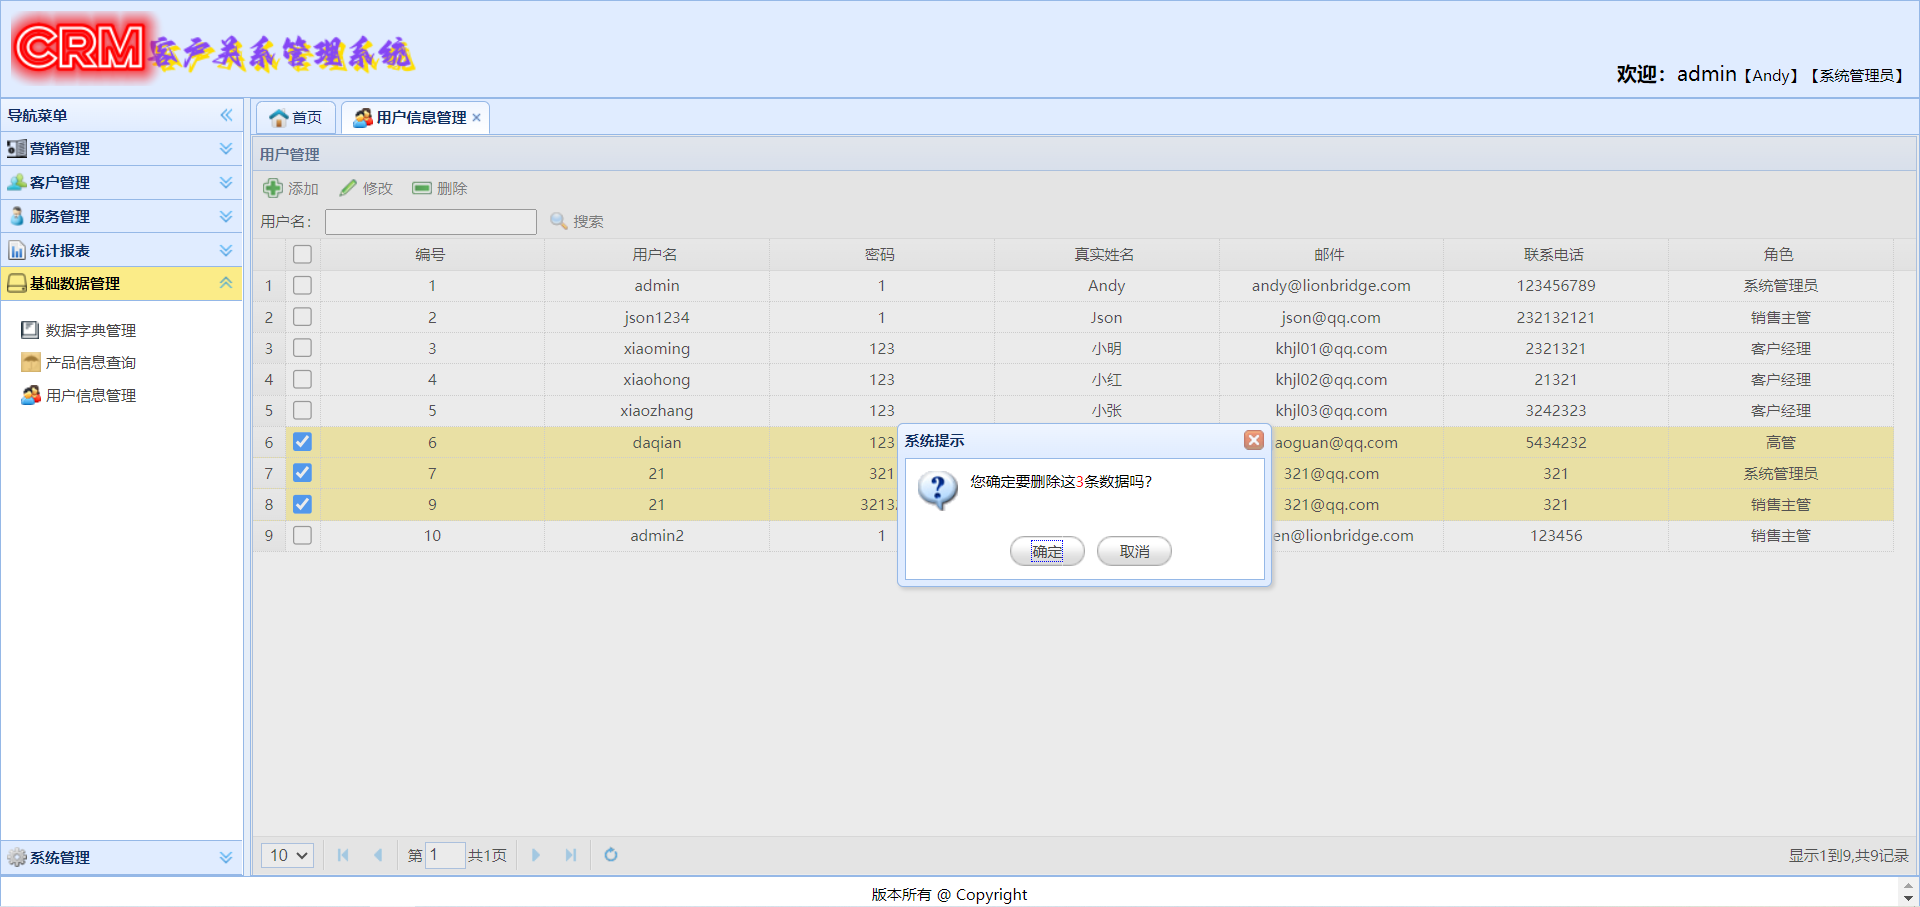 CRM客户关系管理系统
欢迎：admin【Andy】【系统管理员】
导航菜单
营销管理
客户管理
服务管理
统计报表
基础数据管理
数据字典管理
产品信息查询
用户信息管理
系统管理
首页 用户信息管理
用户管理
添加 修改 删除
用户名： 搜索
编号 用户名 密码 真实姓名 邮件 联系电话 角色
1 1 admin 1 Andy andy@lionbridge.com 123456789 系统管理员
2 2 json1234 1 Json json@qq.com 232132121 销售主管
3 3 xiaoming 123 小明 khjl01@qq.com 2321321 客户经理
4 4 xiaohong 123 小红 khjl02@qq.com 21321 客户经理
5 5 xiaozhang 123 小张 khjl03@qq.com 3242323 客户经理
6 6 daqian 123 aoguan@qq.com 5434232 高管
7 7 21 321 321@qq.com 321 系统管理员
8 9 21 3213 321@qq.com 321 销售主管
9 10 admin2 1 en@lionbridge.com 123456 销售主管
系统提示
您确定要删除这3条数据吗?
确定 取消
10 第 1 共1页 显示1到9,共9记录
版本所有 @ Copyright